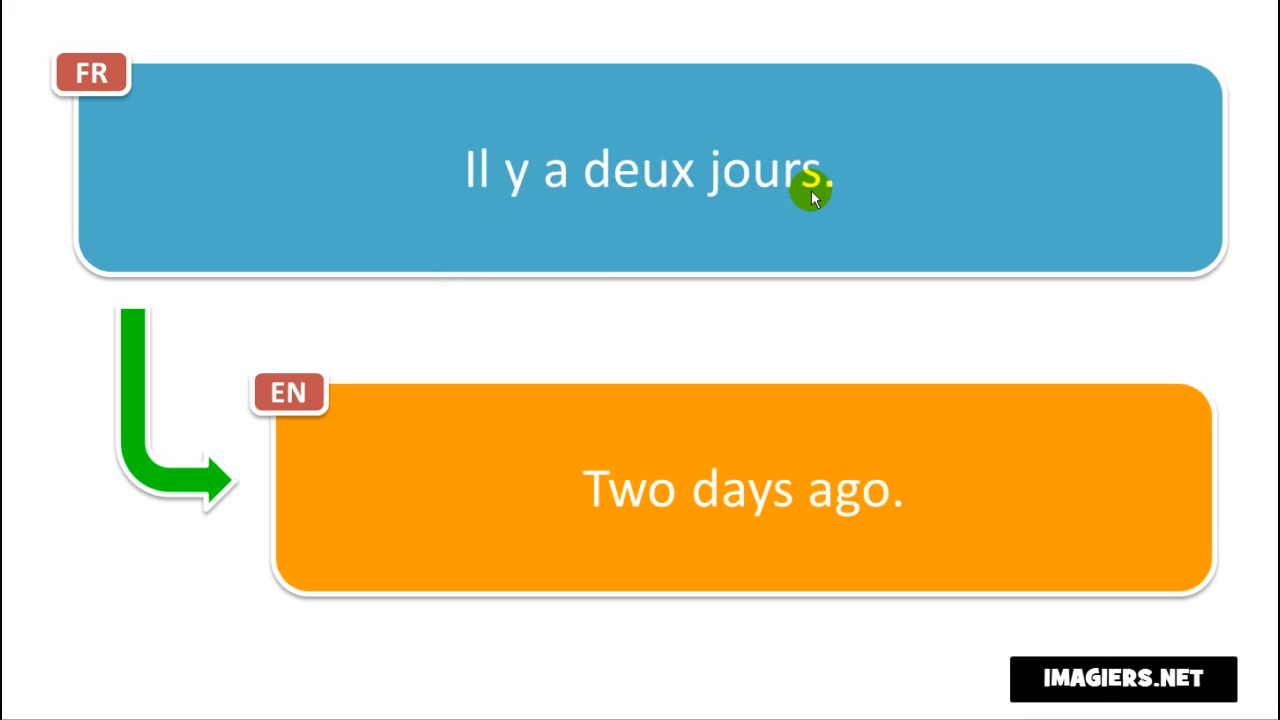 FR
Il y a deux jours.
EN
Two days ago.
IMAGIERS.NET